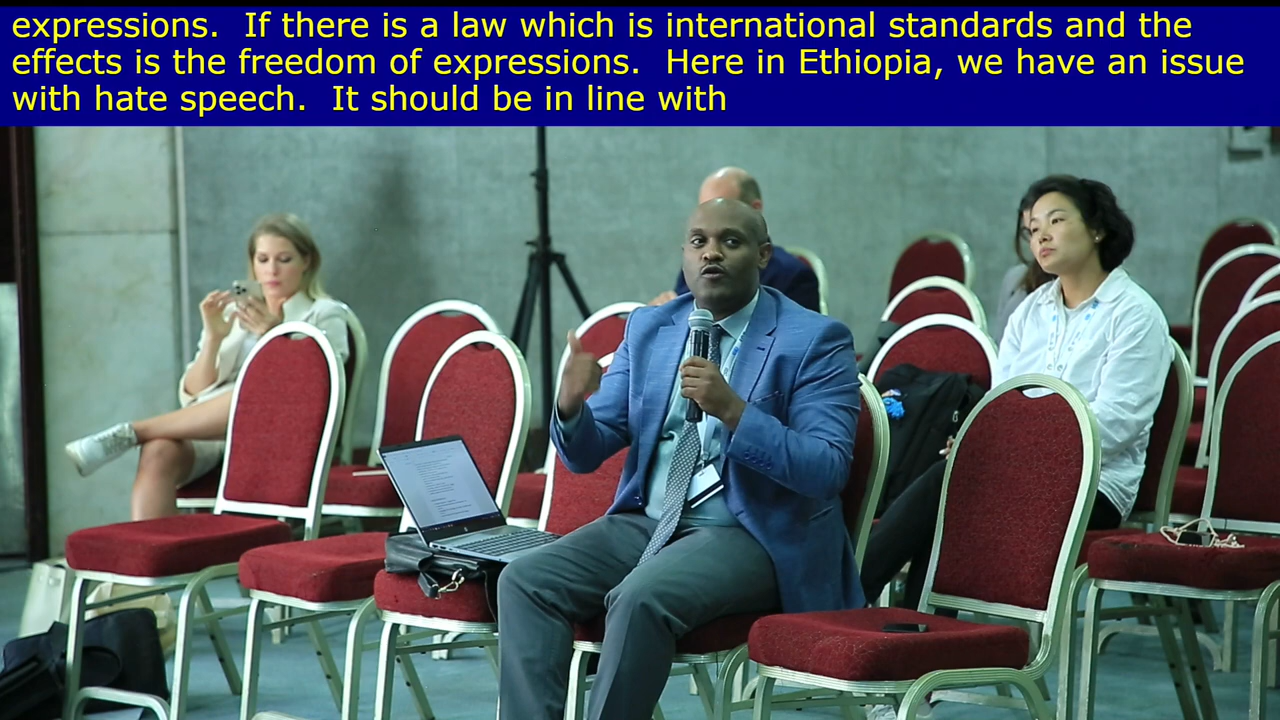 expressions.  If there is a law which is international standards and the
effects is the freedom of expressions.  Here in Ethiopia, we have an issue
with hate speech.  It should be in line with